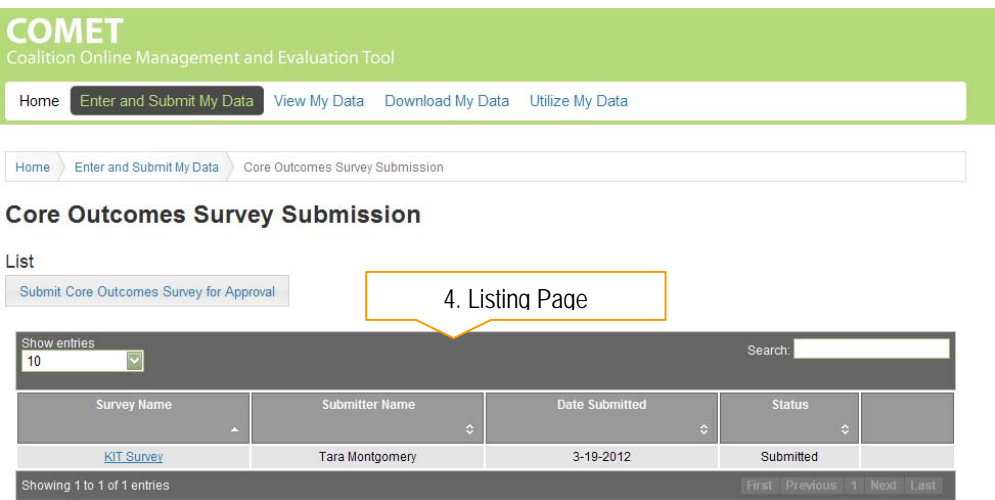 COMET
Coalition Online Management and Evaluation Tool
Home Enter and Submit My Data View My Data Download My Data Utilize My Data
Home Enter and Submit My Data Core Outcomes Survey Submission
Core Outcomes Survey Submission
List
Submit Core Outcomes Survey for Approval
4. Listing Page
Show entries
10
Search:
Survey Name Submitter Name Date Submitted Status
KIT Survey Tara Montgomery 3-19-2012 Submitted
Showing 1 to 1 of 1 entries First Previous 1 Next Last